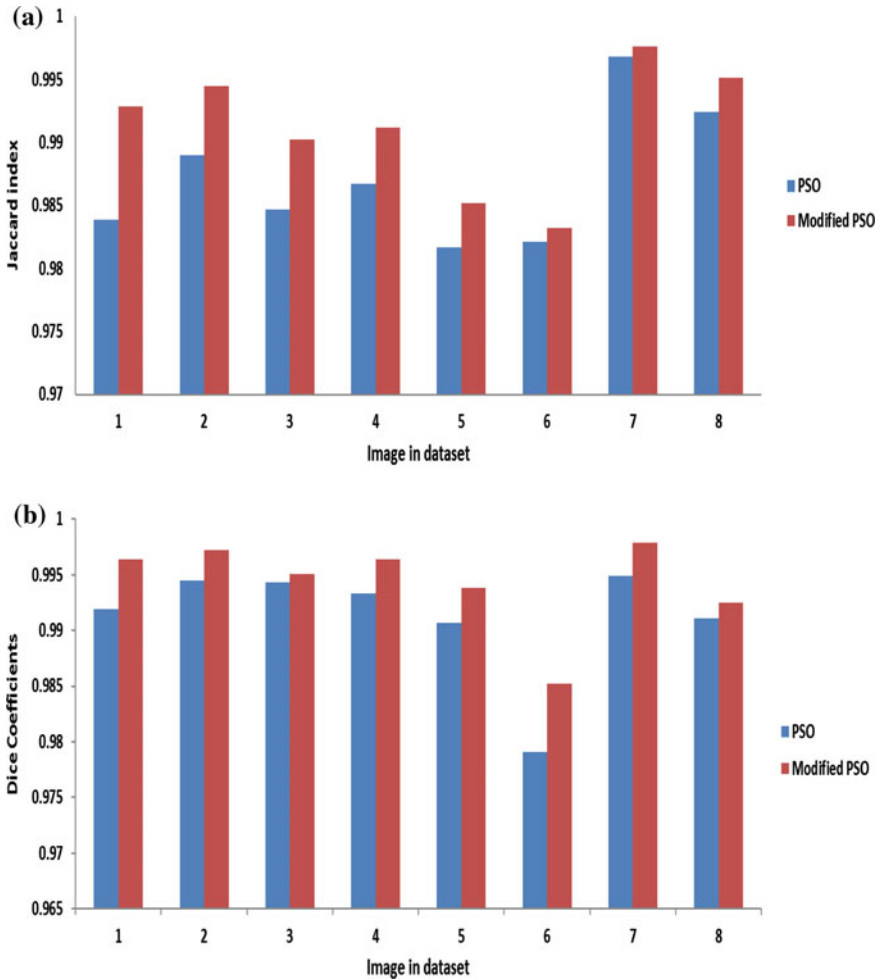 (a)
1
0.995
0.99
0.985
0.98
0.975
0.97
Jaccard index
1 2 3 4 5 6 7 8
Image in dataset
PSO
Modified PSO
(b)
1
0.995
0.99
0.985
0.98
0.975
0.97
0.965
Dice Coefficients
1 2 3 4 5 6 7 8
Image in dataset
PSO
Modified PSO